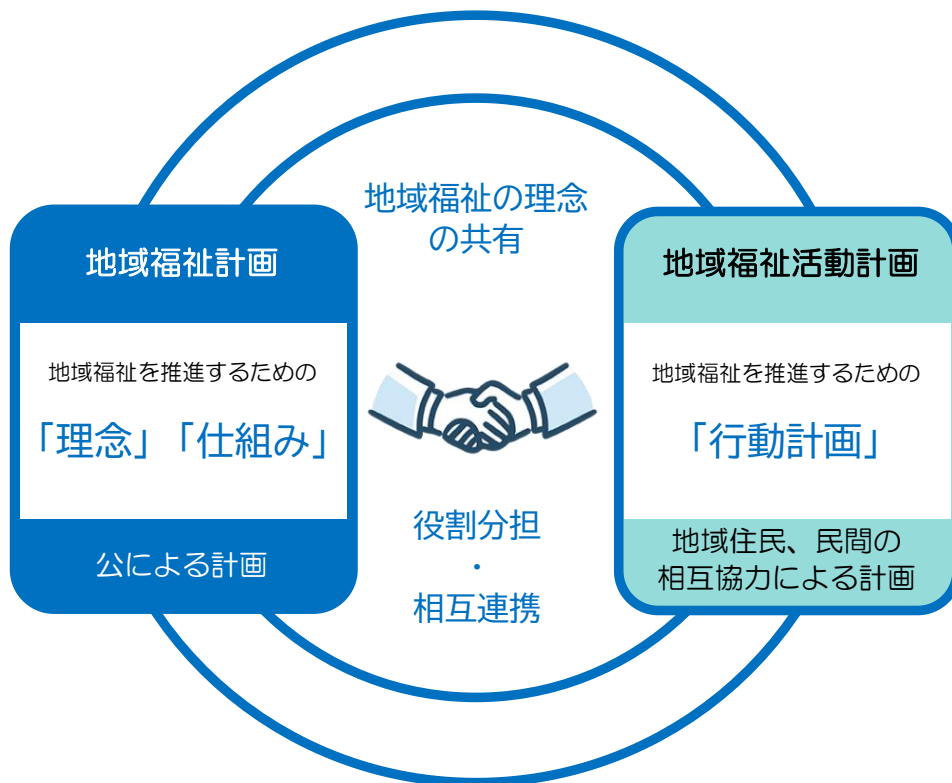 地域福祉の理念
の共有
地域福祉計画
地域福祉を推進するための
「理念」「仕組み」
公による計画
役割分担
・
相互連携
地域福祉活動計画
地域福祉を推進するための
「行動計画」
地域住民、民間の
相互協力による計画